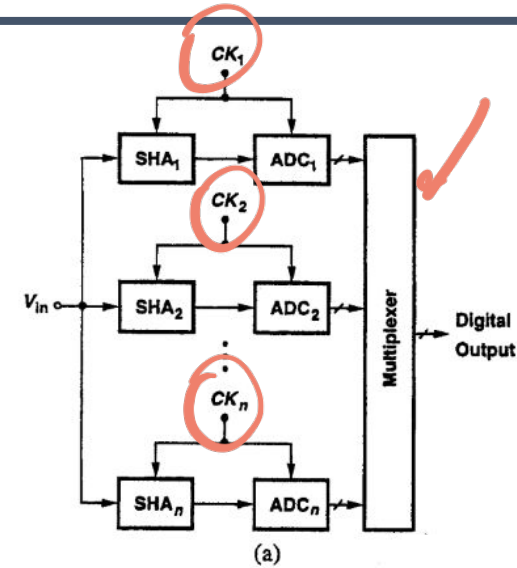 CK₁
SHA₁ ADC₁
CK₂
Vin SHA₂ ADC₂ Multiplexer Digital
Output
CKn
SHAn ADCn
(a)